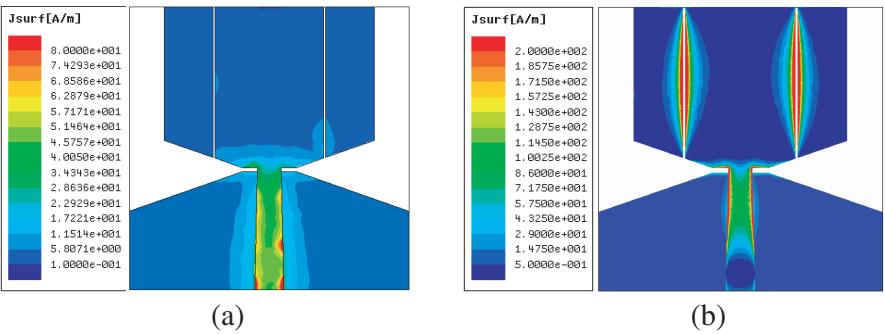 Jsurf[A/m]
8.0000e+001
7.4293e+001
6.8586e+001
6.2879e+001
5.7171e+001
5.1464e+001
4.5757e+001
4.0050e+001
3.4343e+001
2.8636e+001
2.2929e+001
1.7221e+001
1.1514e+001
5.8071e+000
1.0000e-001
(a)
Jsurf[A/m]
2.0000e+002
1.8575e+002
1.7150e+002
1.5725e+002
1.4300e+002
1.2875e+002
1.1450e+002
1.0025e+002
8.6000e+001
7.1750e+001
5.7500e+001
4.3250e+001
2.9000e+001
1.4750e+001
5.0000e-001
(b)